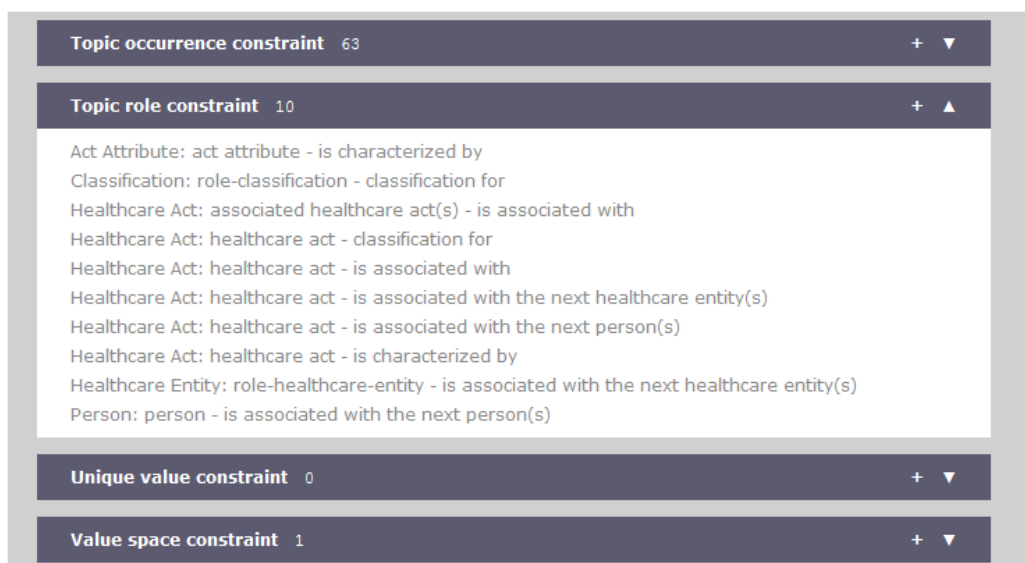 Topic occurrence constraint 63 + ▼
Topic role constraint 10 + ▲
Act Attribute: act attribute - is characterized by
Classification: role-classification - classification for
Healthcare Act: associated healthcare act(s) - is associated with
Healthcare Act: healthcare act - classification for
Healthcare Act: healthcare act - is associated with
Healthcare Act: healthcare act - is associated with the next healthcare entity(s)
Healthcare Act: healthcare act - is associated with the next person(s)
Healthcare Act: healthcare act - is characterized by
Healthcare Entity: role-healthcare-entity - is associated with the next healthcare entity(s)
Person: person - is associated with the next person(s)
Unique value constraint 0 + ▼
Value space constraint 1 + ▼